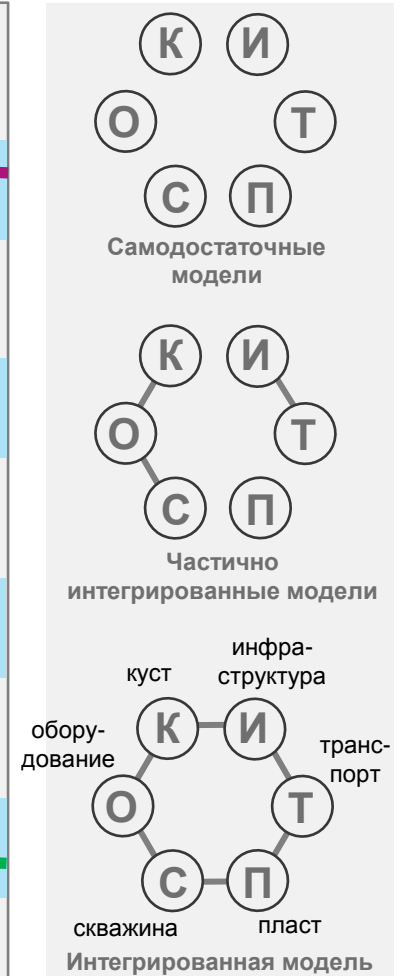 К И
О Т
С П
Самодостаточные
модели
К И
О Т
С П
Частично
интегрированные модели
инфра-
структура
куст
обору-
дование
К И
транс-
порт
О Т
С П
скважина
пласт
Интегрированная модель